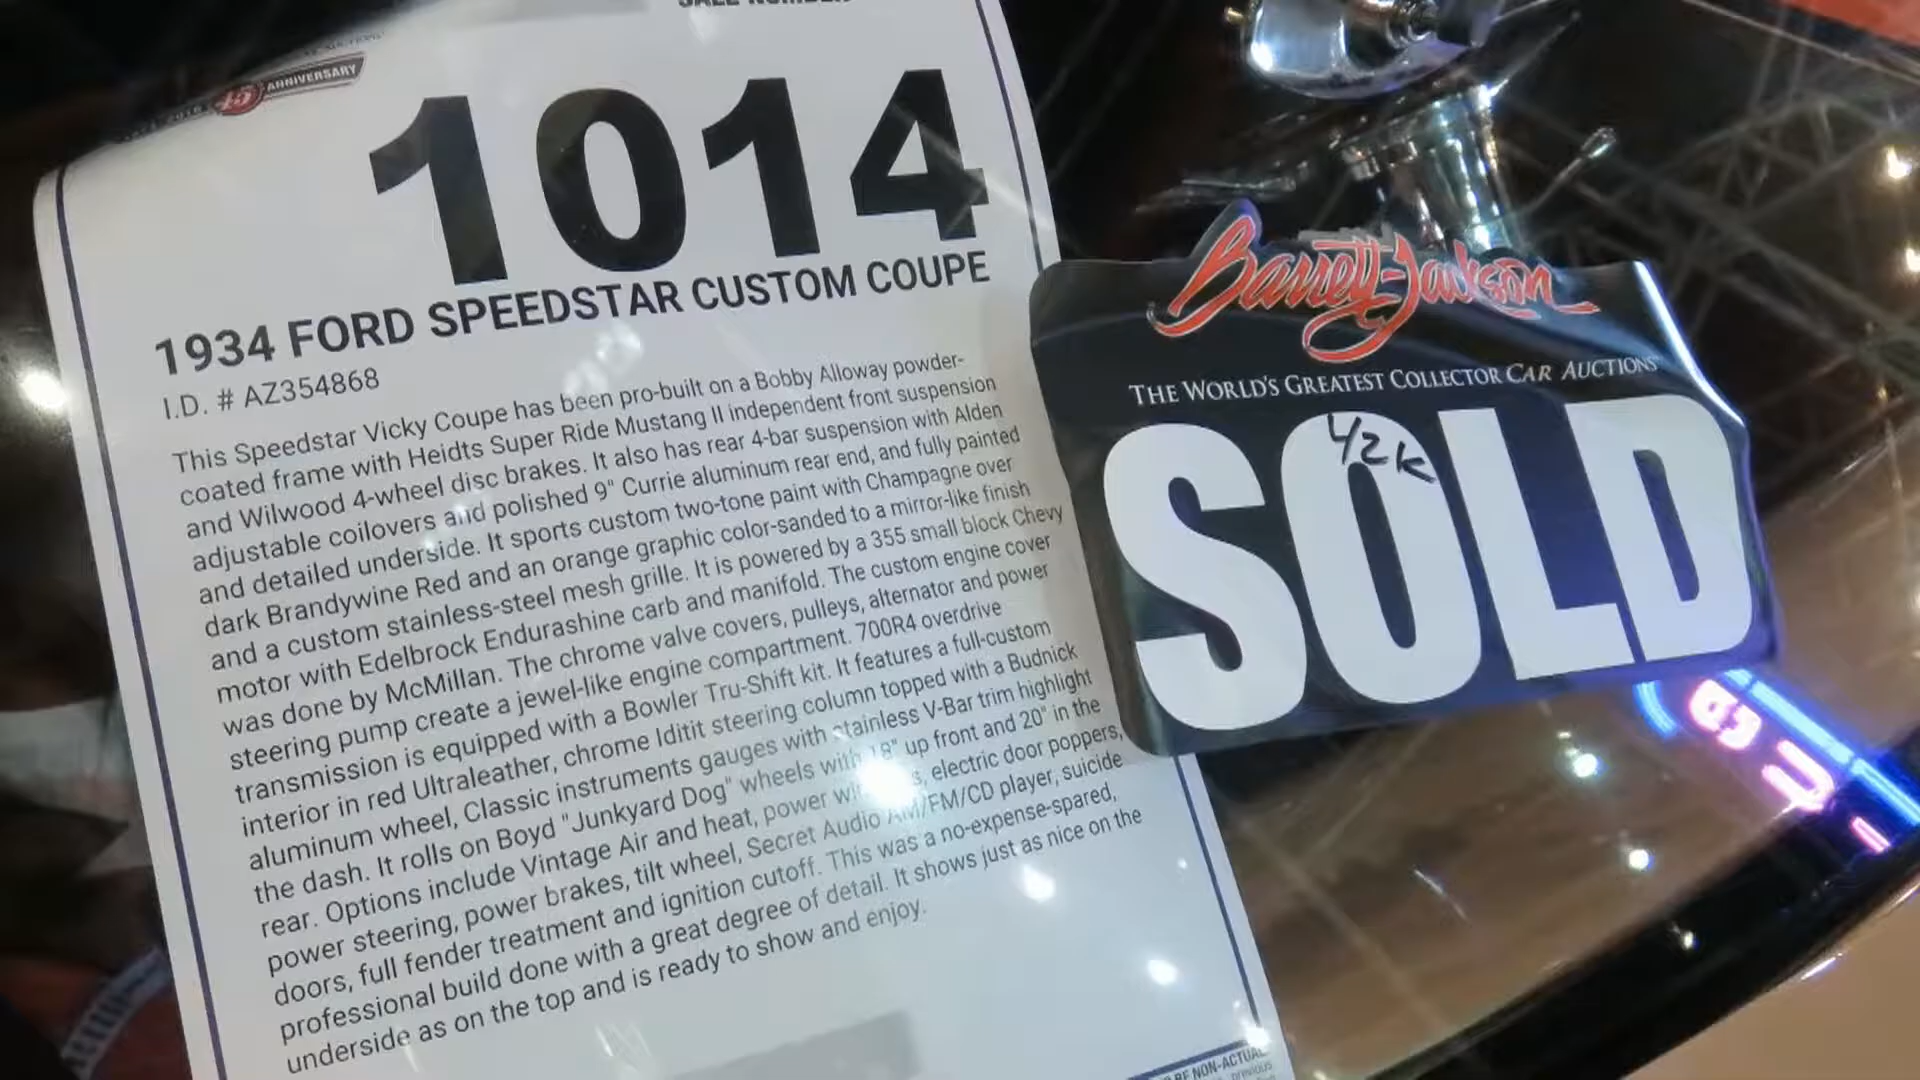 45 ANNIVERSARY
1014
1934 FORD SPEEDSTAR CUSTOM COUPE
I.D. # AZ354868
This Speedstar Vicky Coupe has been pro-built on a Bobby Alloway powder-
coated frame with Heidts Super Ride Mustang II independent front suspension
and Wilwood 4-wheel disc brakes. It also has rear 4-bar suspension with Alden
adjustable coilovers and polished 9" Currie aluminum rear end, and fully painted
and detailed underside. It sports custom two-tone paint with Champagne over
dark Brandywine Red and an orange graphic color-sanded to a mirror-like finish
and a custom stainless-steel mesh grille. It is powered by a 355 small block Chevy
motor with Edelbrock Endurashine carb and manifold. The custom engine cover
was done by McMillan. The chrome valve covers, pulleys, alternator and power
steering pump create a jewel-like engine compartment. 700R4 overdrive
transmission is equipped with a Bowler Tru-Shift kit. It features a full-custom
interior in red Ultraleather, chrome Iditit steering column topped with a Budnick
aluminum wheel, Classic instruments gauges with stainless V-Bar trim highlight
the dash. It rolls on Boyd "Junkyard Dog" wheels with 18" up front and 20" in the
rear. Options include Vintage Air and heat, power electric door poppers,
power steering, power brakes, tilt wheel, Secret Audio AM/FM/CD player, suicide
doors, full fender treatment and ignition cutoff. This was a no-expense-spared,
professional build done with a great degree of detail. It shows just as nice on the
underside as on the top and is ready to show and enjoy.
Barrett-Jackson
THE WORLD'S GREATEST COLLECTOR CAR AUCTIONS
42K
SOLD
BE NON-ACTUAL
previous